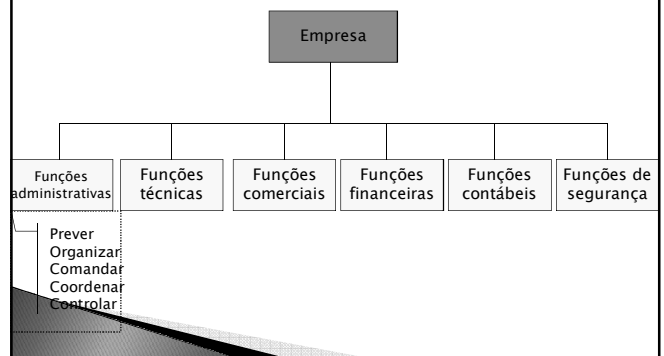 Empresa
Funções
administrativas
Funções
técnicas
Funções
comerciais
Funções
financeiras
Funções
contábeis
Funções de
segurança
Prever
Organizar
Comandar
Coordenar
Controlar